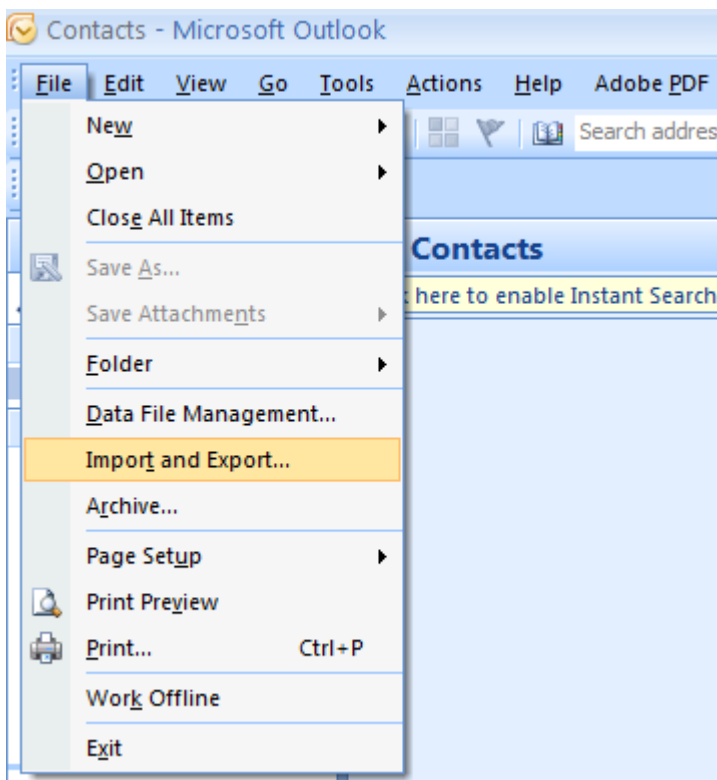 Contacts - Microsoft Outlook
File Edit View Go Tools Actions Help Adobe PDF
New
Search
Open
Close All Items
Contacts
Save As...
here to enable Instant Search
Save Attachments
Folder
Data File Management...
Import and Export...
Archive...
Page Setup
Print Preview
Print... Ctrl+P
Work Offline
Exit